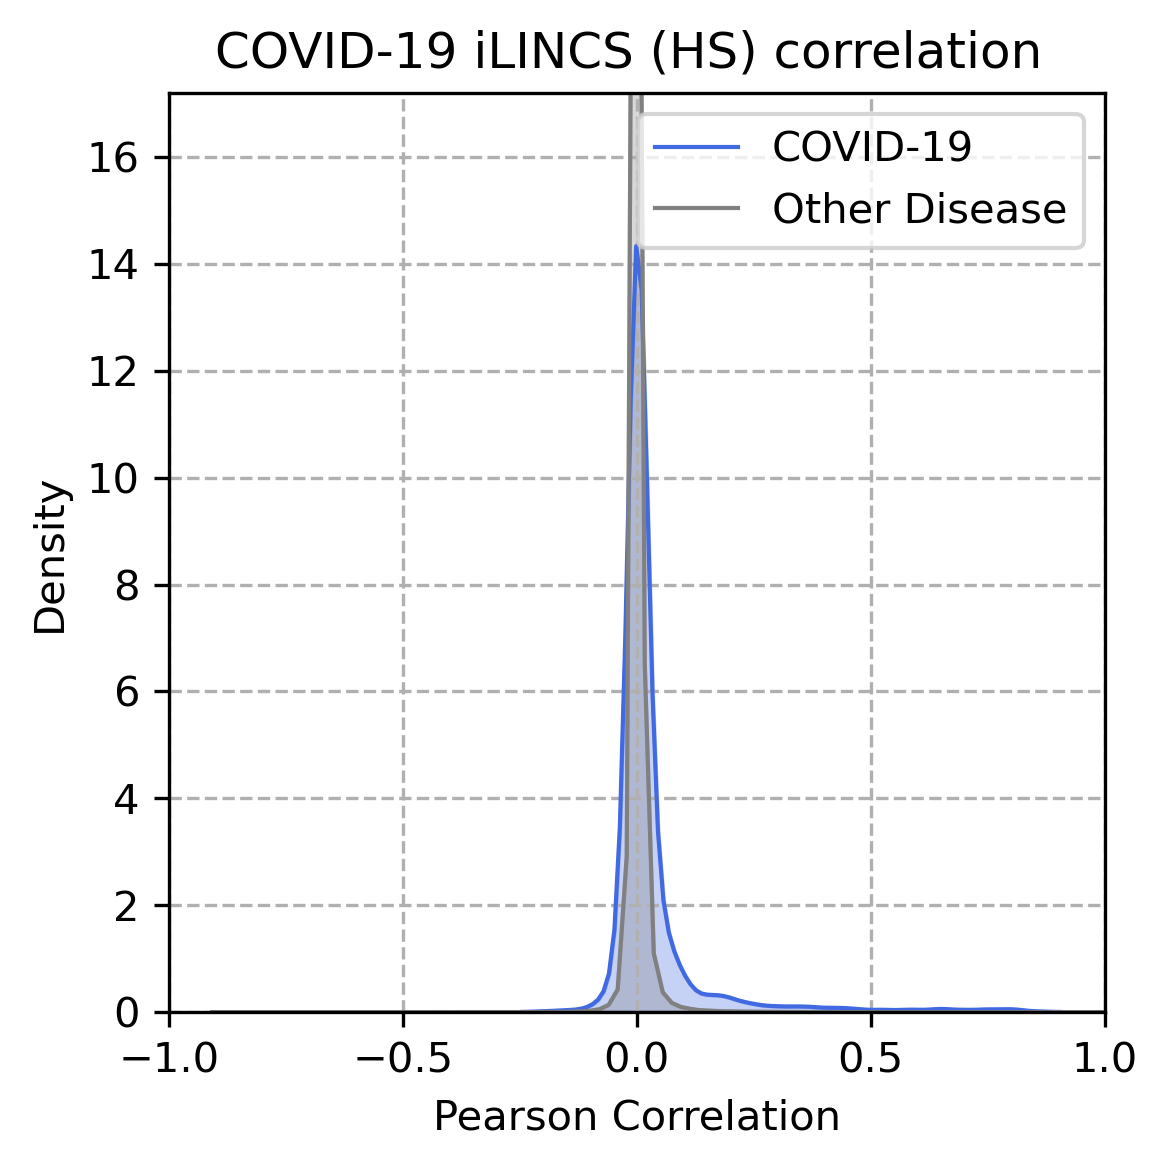 COVID-19 iLINCS (HS) correlation
COVID-19
Other Disease
Density
16
14
12
10
8
6
4
2
0
−1.0 −0.5 0.0 0.5 1.0
Pearson Correlation